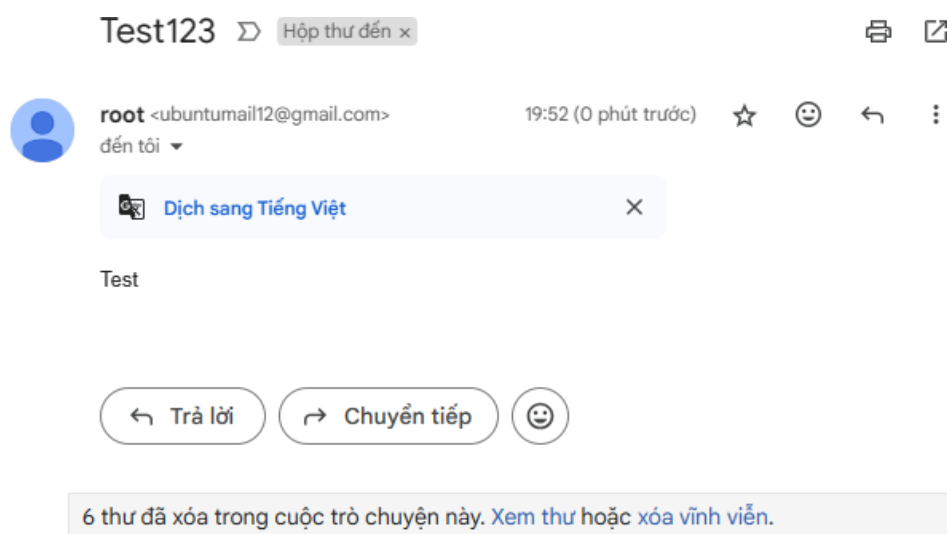 Test123 Hộp thư đến ×
root <ubuntumail12@gmail.com> 19:52 (0 phút trước)
đến tôi
Dịch sang Tiếng Việt
Test
Trả lời Chuyển tiếp
6 thư đã xóa trong cuộc trò chuyện này. Xem thư hoặc xóa vĩnh viễn.